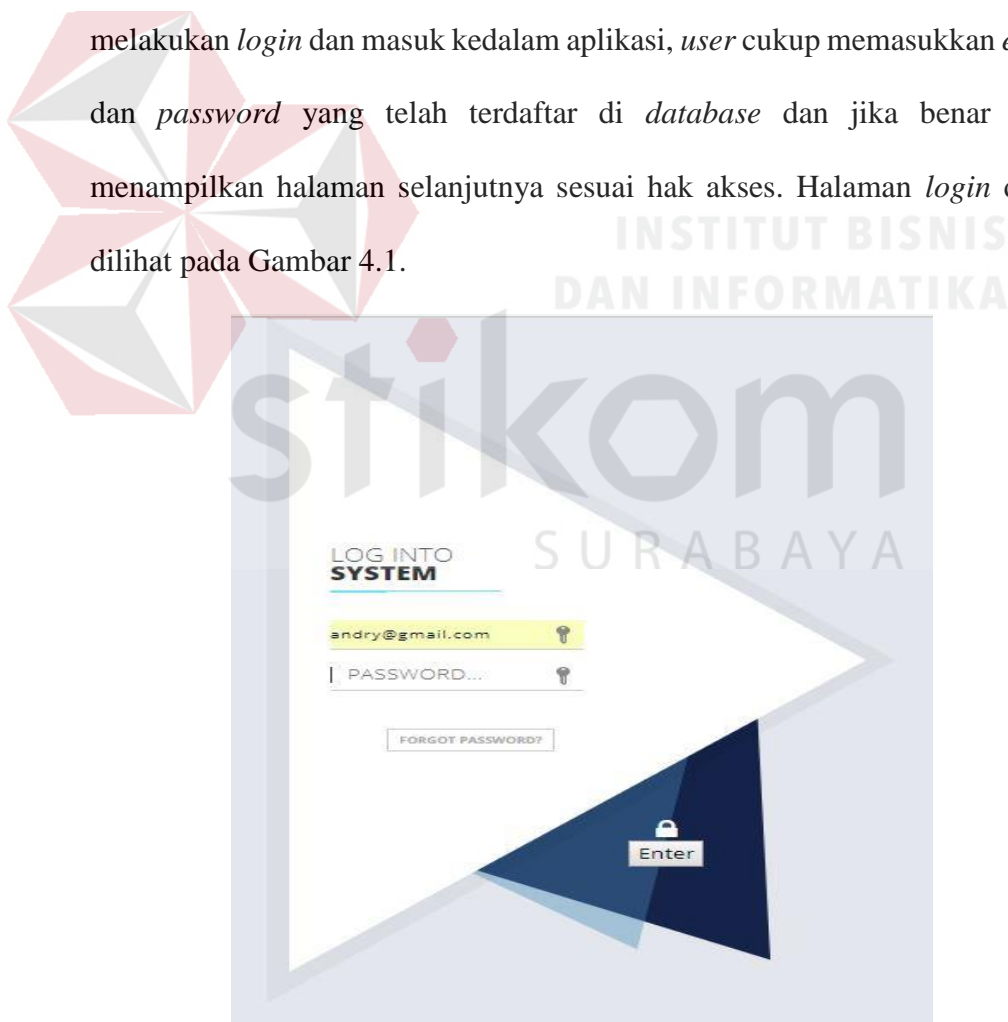 melakukan login dan masuk kedalam aplikasi, user cukup memasukkan
dan password yang telah terdaftar di database dan jika benar
menampilkan halaman selanjutnya sesuai hak akses. Halaman login
dilihat pada Gambar 4.1.
INSTITUT BISNIS
DAN INFORMATIKA
stikom
SURABAYA
LOG INTO
SYSTEM
andry@gmail.com
PASSWORD...
FORGOT PASSWORD?
Enter